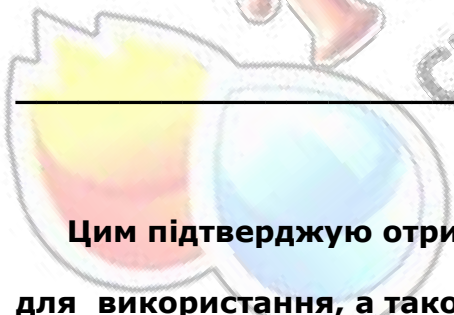 Цим підтверджую отри
для використання, а тако